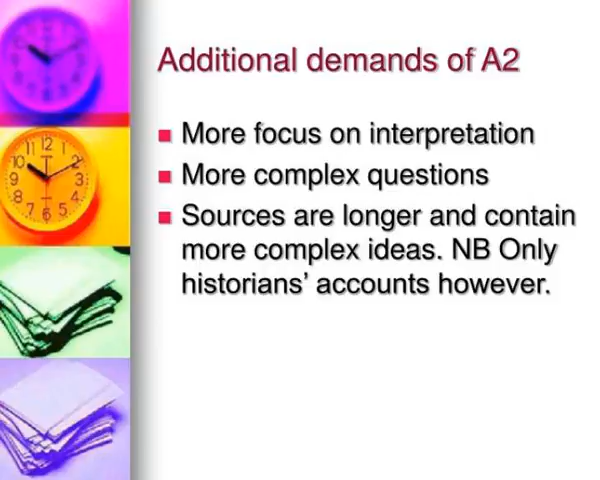 Additional demands of A2
More focus on interpretation
More complex questions
Sources are longer and contain
more complex ideas. NB Only
historians’ accounts however.